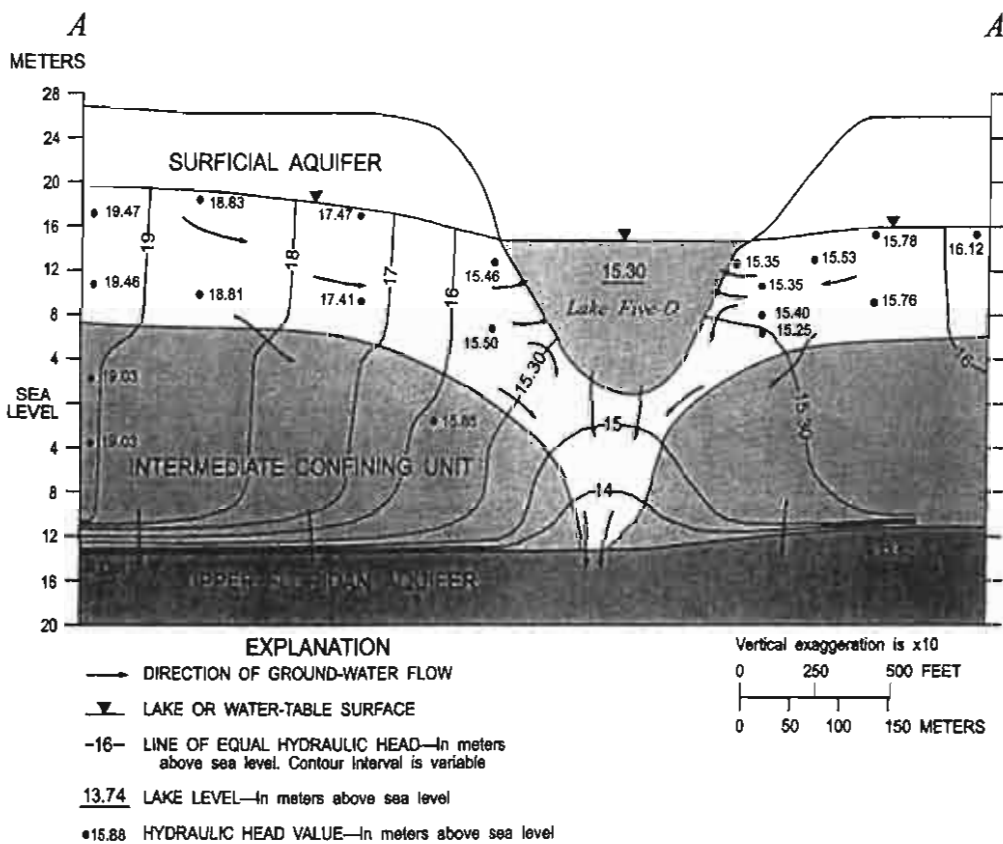 A A
METERS
28
24
20
16
12
8
4
SEA LEVEL
4
8
12
16
20
SURFICIAL AQUIFER
19.47
19.46
19
18.83
18.81
18
17.47
17.41
17
16
15.46
15.50
15.30
Lake Five-O
15.35
15.35
15.40
15.25
15.53
15.78
15.76
16.12
16
19.03
19.03
15.30
15
14
15.30
INTERMEDIATE CONFINING UNIT
UPPER FLORIDAN AQUIFER
EXPLANATION
DIRECTION OF GROUND-WATER FLOW
LAKE OR WATER-TABLE SURFACE
-16- LINE OF EQUAL HYDRAULIC HEAD—In meters
above sea level. Contour Interval is variable
13.74 LAKE LEVEL—In meters above sea level
•15.88 HYDRAULIC HEAD VALUE—In meters above sea level
Vertical exaggeration is x10
0 250 500 FEET
0 50 100 150 METERS